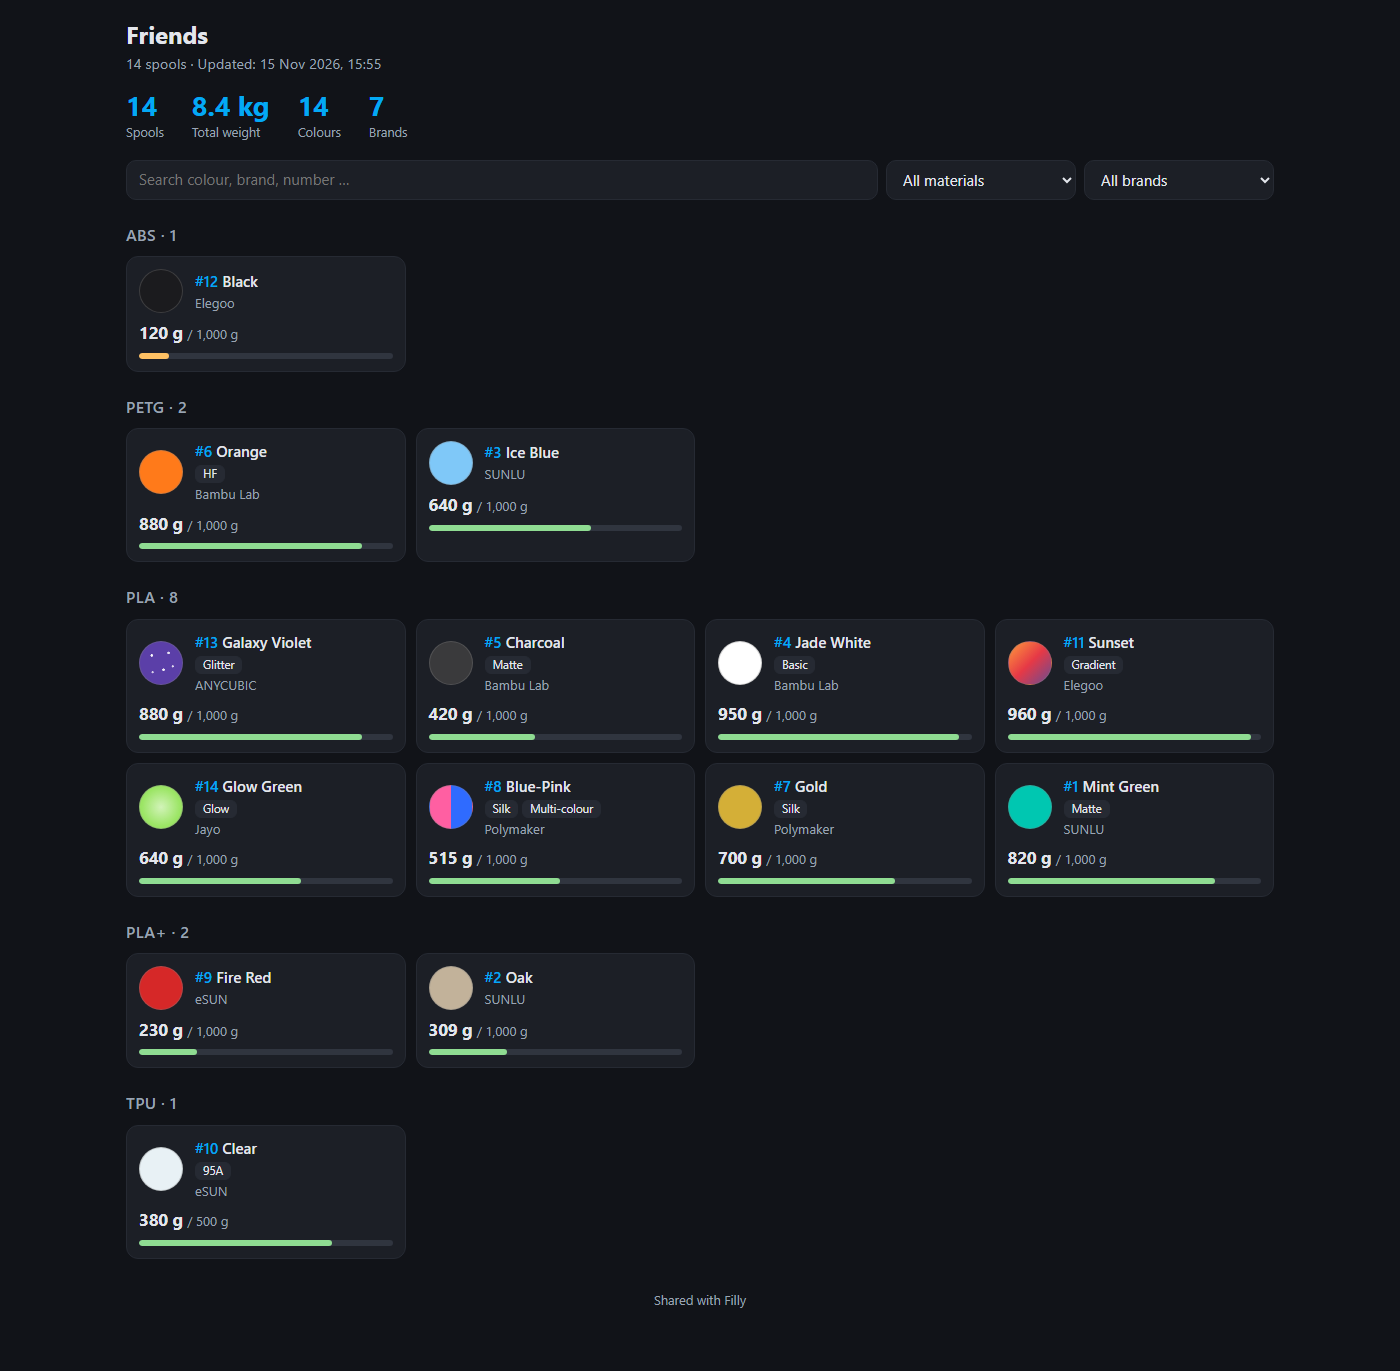 Friends
14 spools · Updated: 15 Nov 2026, 15:55
14 8.4 kg 14 7
Spools Total weight Colours Brands
Search colour, brand, number ... All materials All brands
ABS · 1
#12 Black
Elegoo
120 g / 1,000 g
PETG · 2
#6 Orange
HF
Bambu Lab
880 g / 1,000 g
#3 Ice Blue
SUNLU
640 g / 1,000 g
PLA · 8
#13 Galaxy Violet
Glitter
ANYCUBIC
880 g / 1,000 g
#5 Charcoal
Matte
Bambu Lab
420 g / 1,000 g
#4 Jade White
Basic
Bambu Lab
950 g / 1,000 g
#11 Sunset
Gradient
Elegoo
960 g / 1,000 g
#14 Glow Green
Glow
Jayo
640 g / 1,000 g
#8 Blue-Pink
Silk Multi-colour
Polymaker
515 g / 1,000 g
#7 Gold
Silk
Polymaker
700 g / 1,000 g
#1 Mint Green
Matte
SUNLU
820 g / 1,000 g
PLA+ · 2
#9 Fire Red
eSUN
230 g / 1,000 g
#2 Oak
SUNLU
309 g / 1,000 g
TPU · 1
#10 Clear
95A
eSUN
380 g / 500 g
Shared with Filly